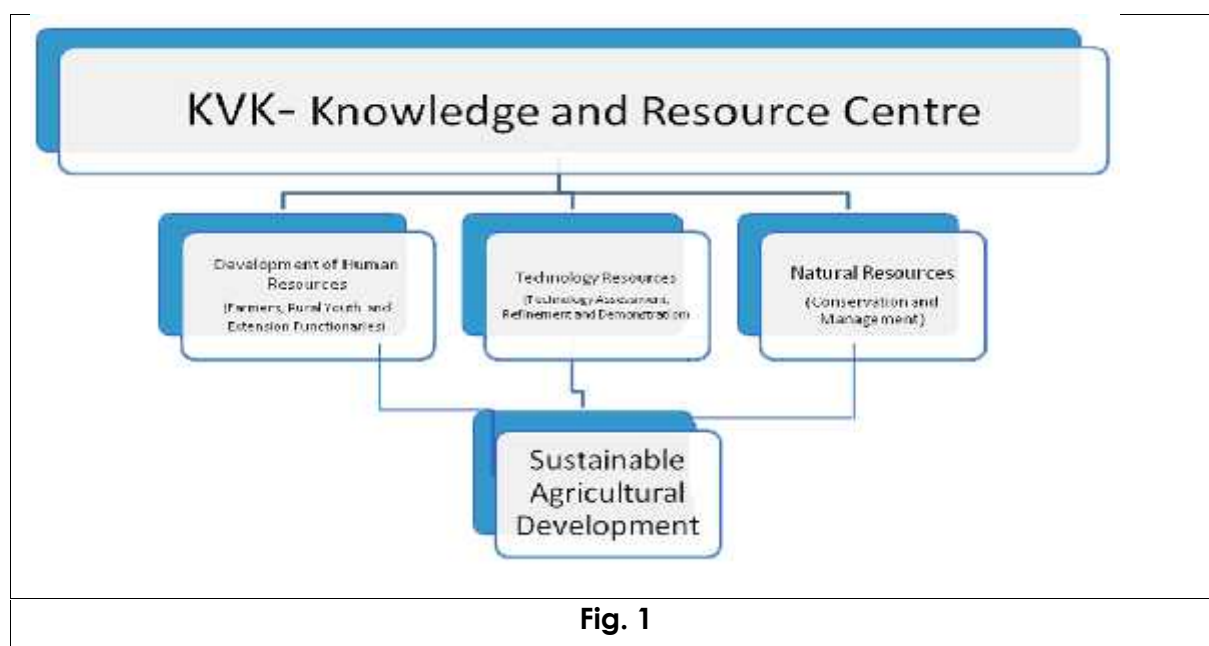 KVK- Knowledge and Resource Centre
Development of Human
Resources
(Farmers, Rural Youth and
Extension Functionaries)
Technology Resources
(Technology Assessment,
Refinement and Demonstration)
Natural Resources
(Conservation and
Management)
Sustainable
Agricultural
Development
Fig. 1